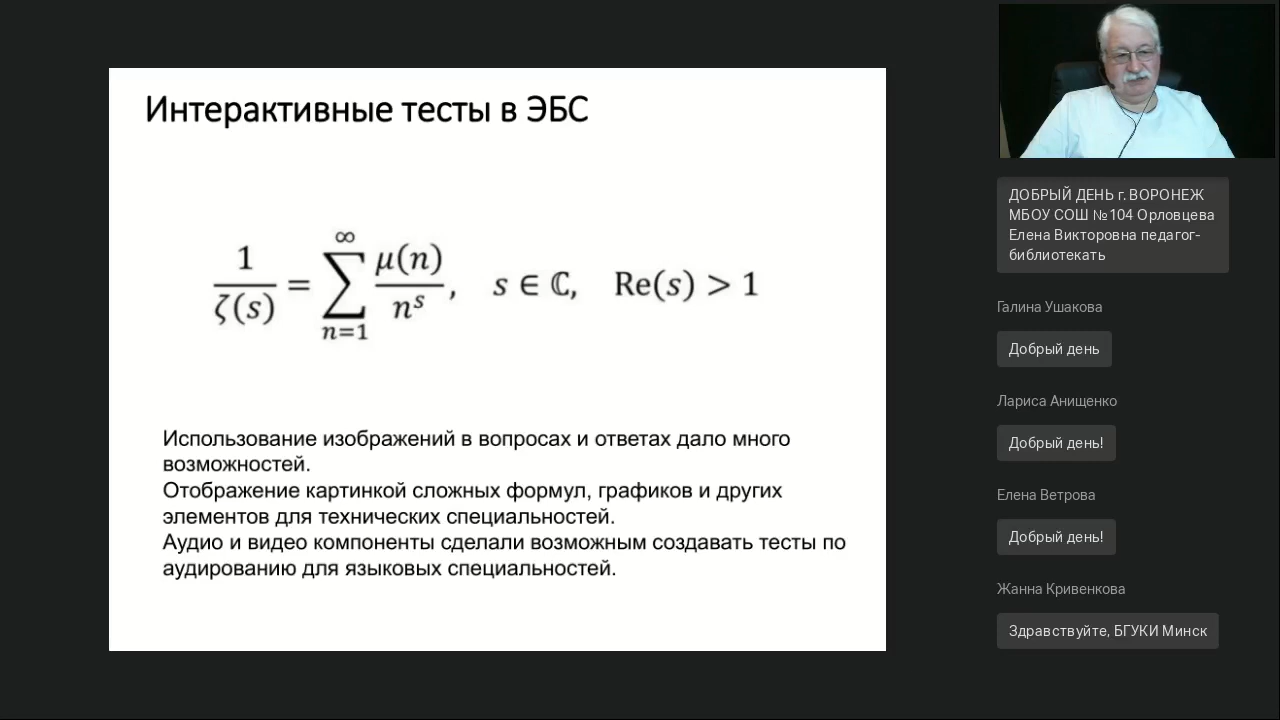 Интерактивные тесты в ЭБС
1/ζ(s) = ∑_{n=1}^{∞} μ(n)/n^s, s ∈ ℂ, Re(s) > 1
Использование изображений в вопросах и ответах дало много
возможностей.
Отображение картинкой сложных формул, графиков и других
элементов для технических специальностей.
Аудио и видео компоненты сделали возможным создавать тесты по
аудированию для языковых специальностей.
ДОБРЫЙ ДЕНЬ г. ВОРОНЕЖ
МБОУ СОШ №104 Орловцева
Елена Викторовна педагог-
библиотекать
Галина Ушакова
Добрый день
Лариса Анищенко
Добрый день!
Елена Ветрова
Добрый день!
Жанна Кривенкова
Здравствуйте, БГУКИ Минск